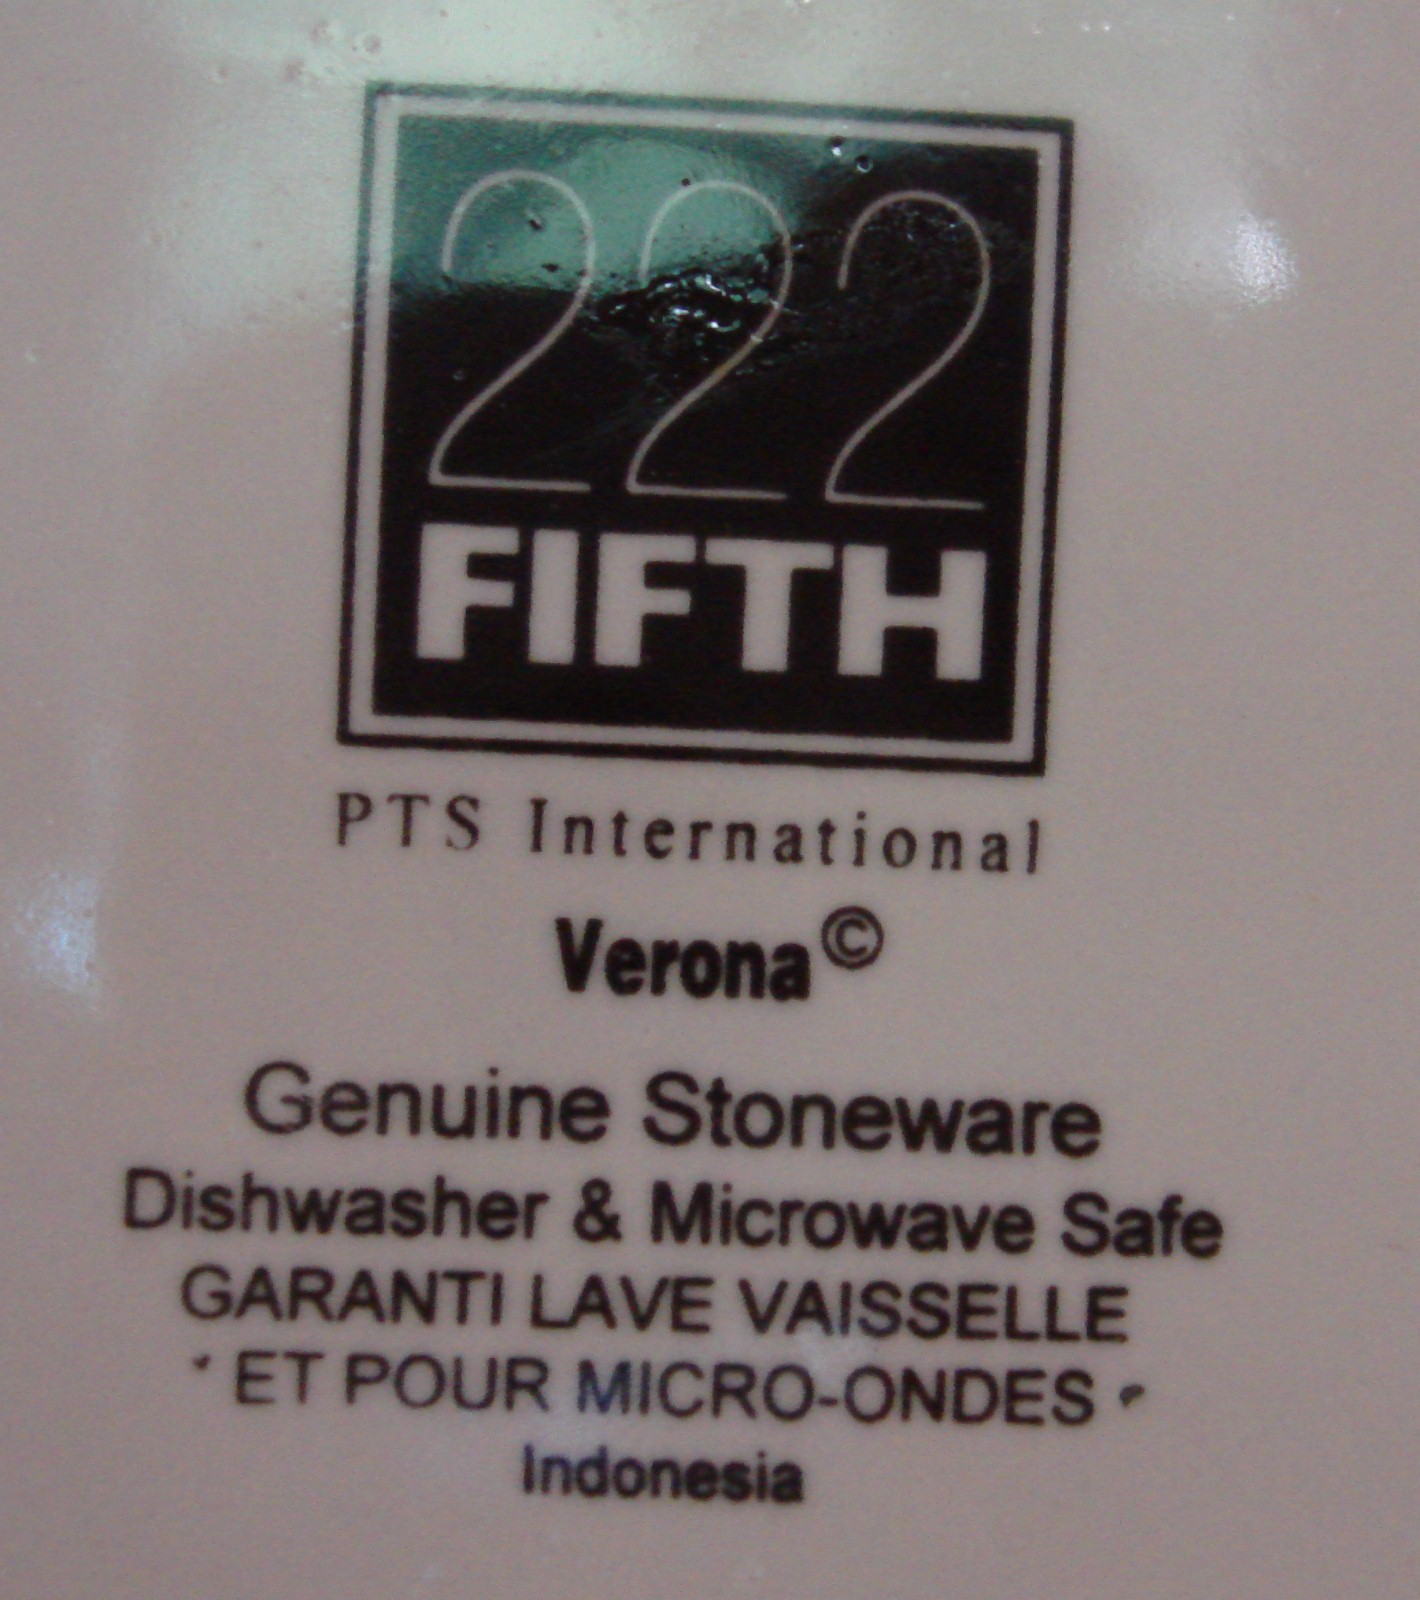 222
FIFTH
PTS International
Verona©
Genuine Stoneware
Dishwasher & Microwave Safe
GARANTI LAVE VAISSELLE
ET POUR MICRO-ONDES
Indonesia